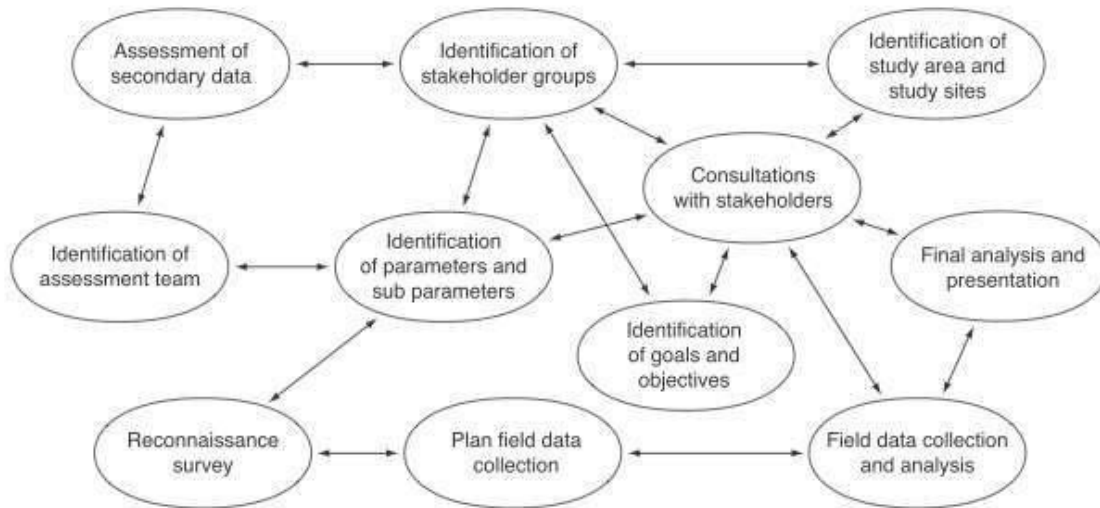 Assessment of
secondary data
Identification of
stakeholder groups
Identification of
study area and
study sites
Consultations
with stakeholders
Identification of
assessment team
Identification
of parameters and
sub parameters
Final analysis and
presentation
Identification
of goals and
objectives
Reconnaissance
survey
Plan field data
collection
Field data collection
and analysis